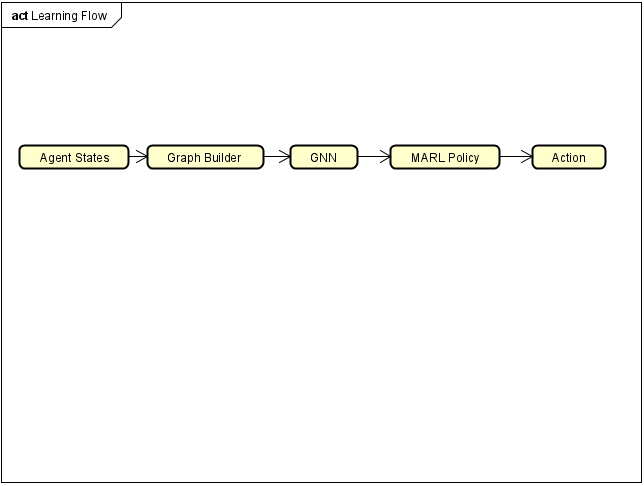 act Learning Flow
Agent States
Graph Builder
GNN
MARL Policy
Action